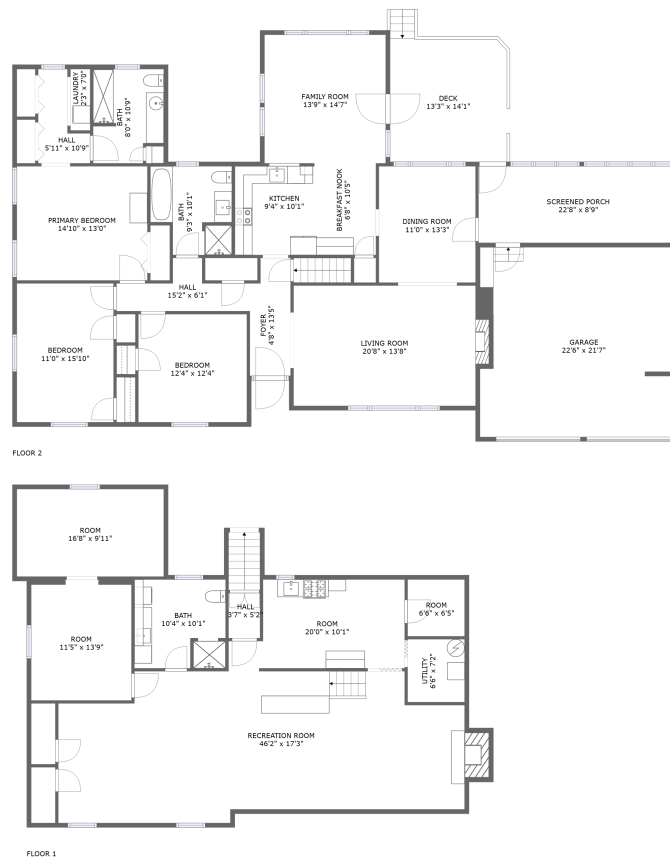 LAUNDRY
2'3" x 7'0"
BATH
8'0" x 10'9"
HALL
5'11" x 10'9"
FAMILY ROOM
13'9" x 14'7"
DECK
13'3" x 14'1"
PRIMARY BEDROOM
14'10" x 13'0"
BATH
9'3" x 10'1"
KITCHEN
9'4" x 10'1"
BREAKFAST NOOK
6'8" x 10'5"
DINING ROOM
11'0" x 13'3"
SCREENED PORCH
22'8" x 8'9"
HALL
15'2" x 6'1"
FOYER
4'8" x 13'5"
BEDROOM
11'0" x 15'10"
BEDROOM
12'4" x 12'4"
LIVING ROOM
20'8" x 13'8"
GARAGE
22'6" x 21'7"
FLOOR 2
ROOM
16'8" x 9'11"
ROOM
11'5" x 13'9"
BATH
10'4" x 10'1"
HALL
3'7" x 5'2"
ROOM
20'0" x 10'1"
ROOM
6'6" x 6'5"
UTILITY
6'6" x 7'2"
RECREATION ROOM
46'2" x 17'3"
FLOOR 1